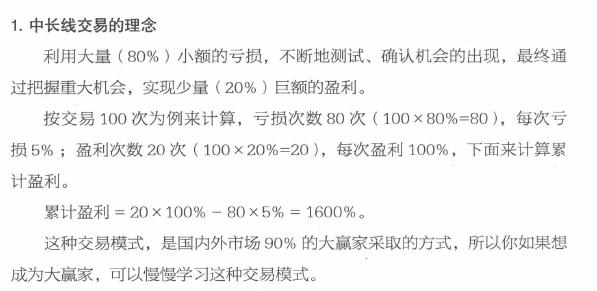 1. 中长线交易的理念
利用大量（80%）小额的亏损，不断地测试、确认机会的出现，最终通
过把握重大机会，实现少量（20%）巨额的盈利。
按交易 100 次为例来计算，亏损次数 80 次（100×80%=80），每次亏
损 5%；盈利次数 20 次（100×20%=20），每次盈利 100%，下面来计算累
计盈利。
累计盈利 = 20×100% − 80×5% = 1600%。
这种交易模式，是国内外市场 90% 的大赢家采取的方式，所以你如果想
成为大赢家，可以慢慢学习这种交易模式。